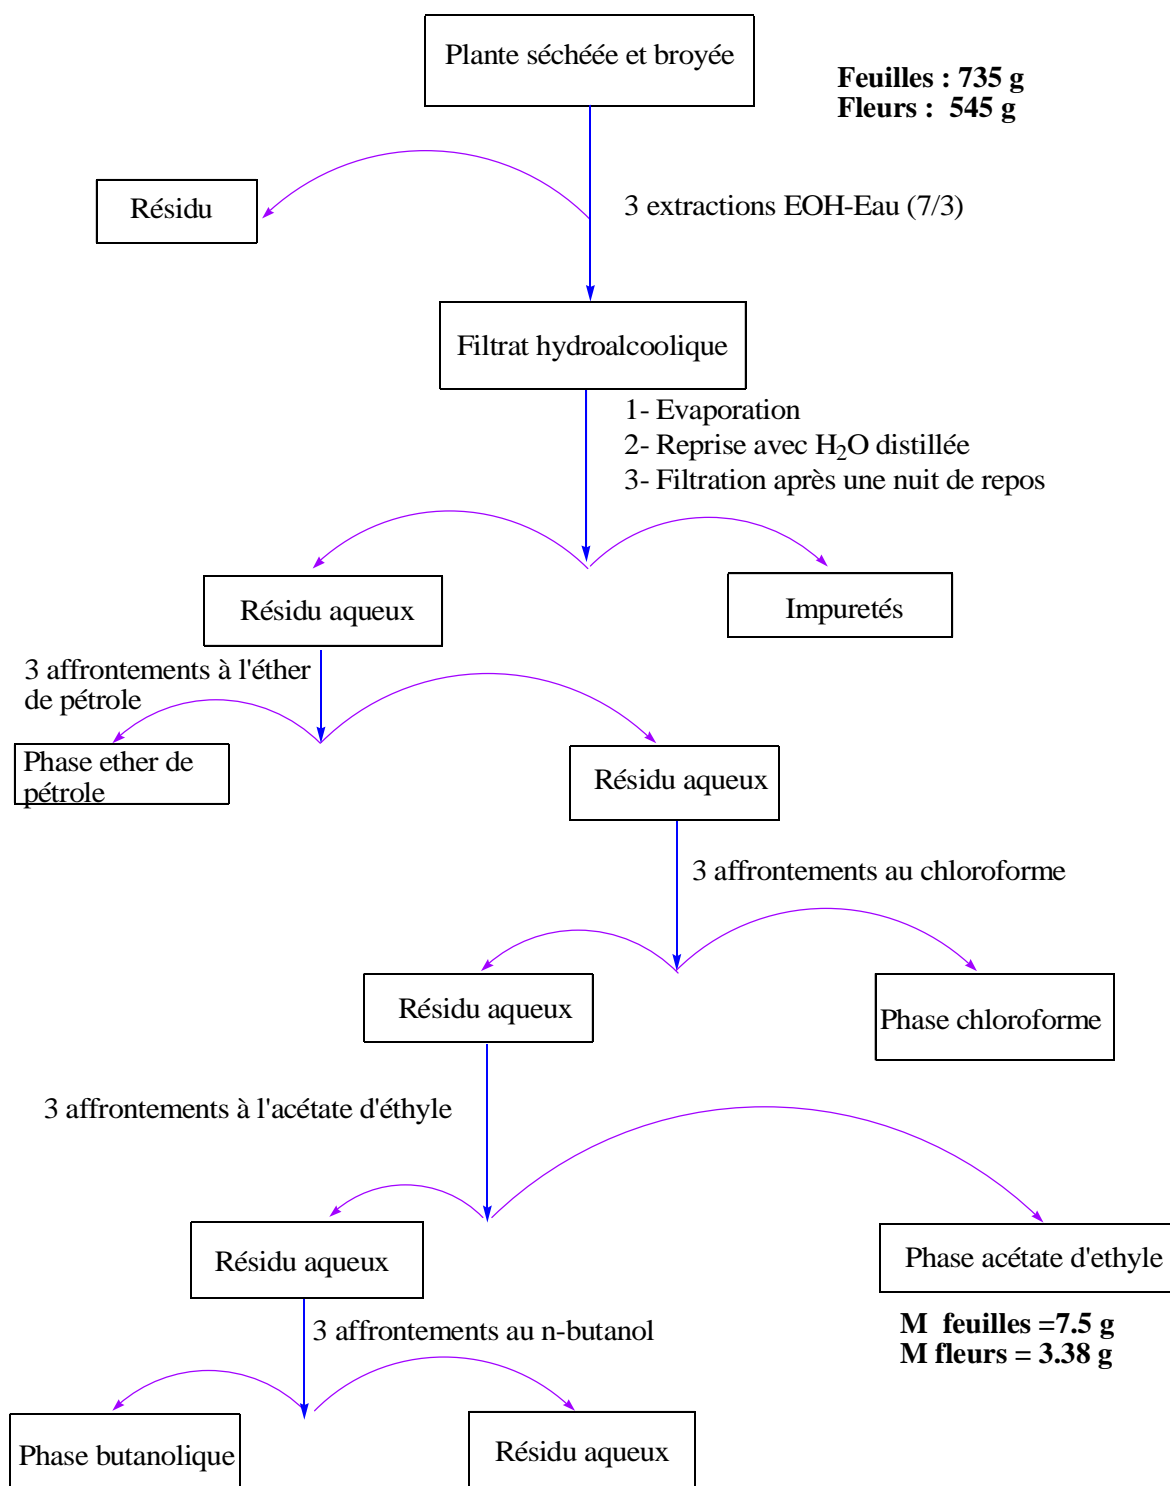 Plante séchéée et broyée
Feuilles : 735 g
Fleurs : 545 g
Résidu
3 extractions EOH-Eau (7/3)
Filtrat hydroalcoolique
1- Evaporation
2- Reprise avec H₂O distillée
3- Filtration après une nuit de repos
Résidu aqueux
Impuretés
3 affrontements à l'éther
de pétrole
Phase ether de
pétrole
Résidu aqueux
3 affrontements au chloroforme
Résidu aqueux
Phase chloroforme
3 affrontements à l'acétate d'éthyle
Résidu aqueux
Phase acétate d'ethyle
M feuilles =7.5 g
M fleurs = 3.38 g
3 affrontements au n-butanol
Phase butanolique
Résidu aqueux